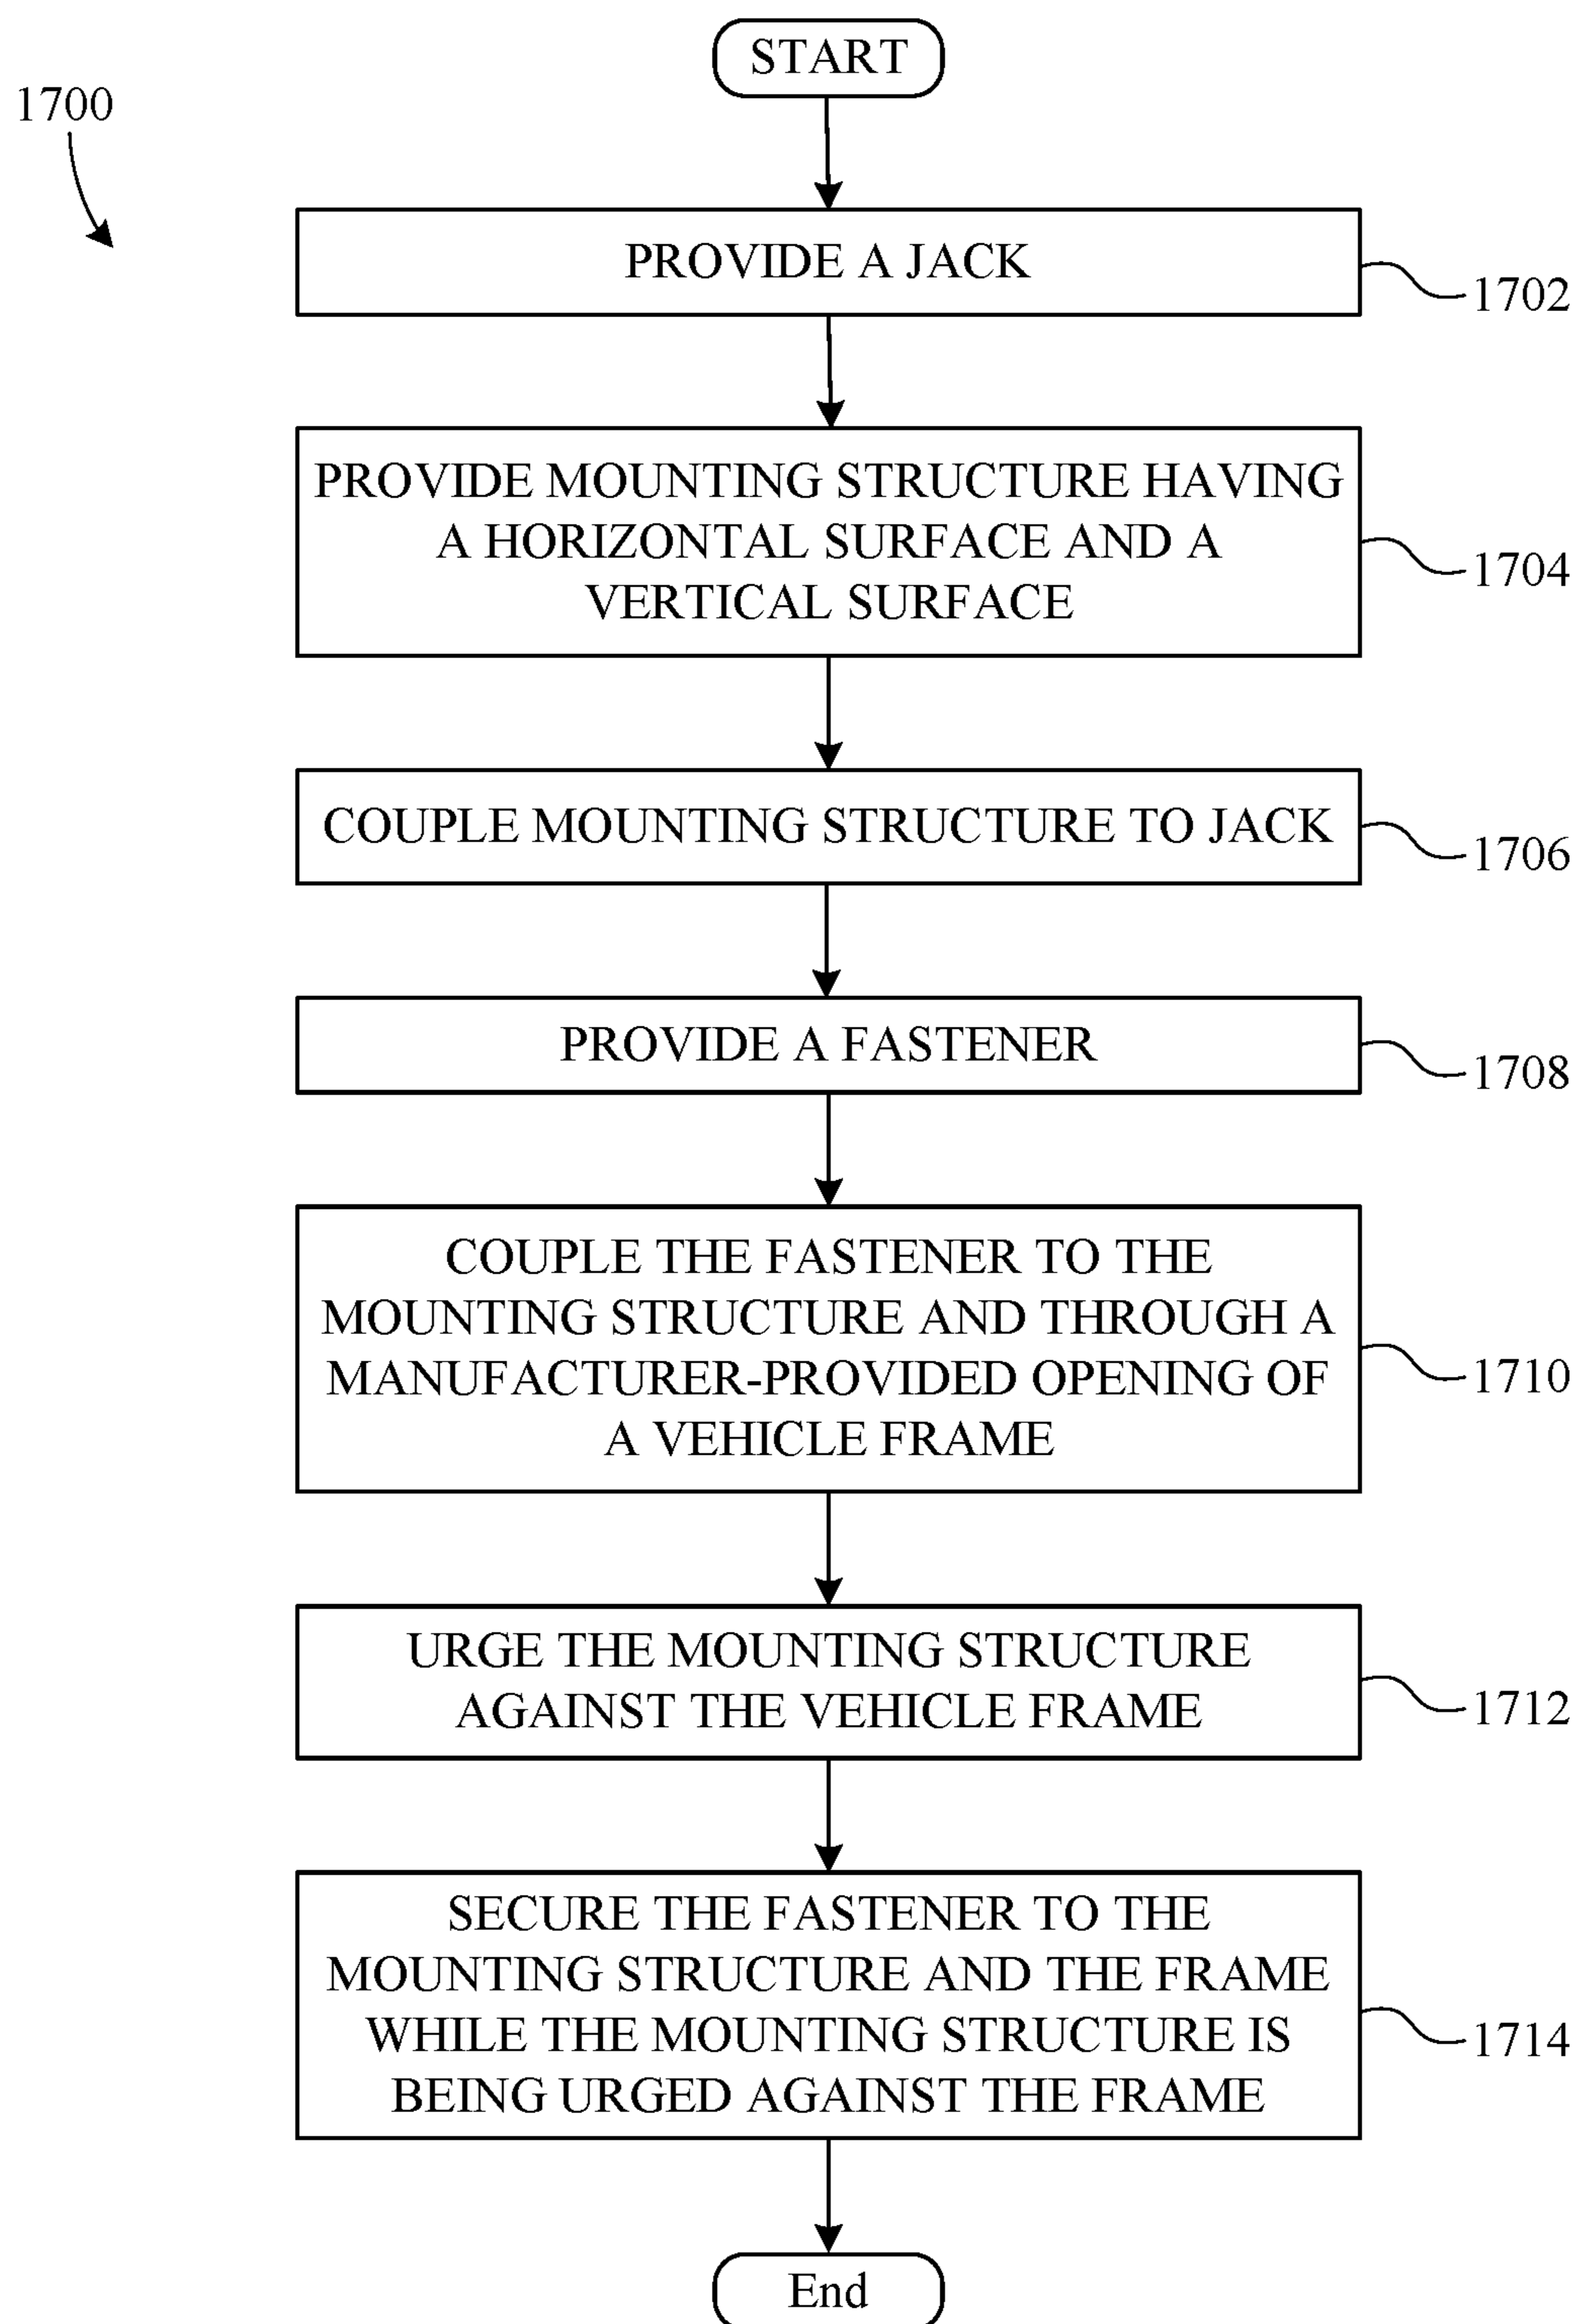 START
1700
PROVIDE A JACK
1702
PROVIDE MOUNTING STRUCTURE HAVING
A HORIZONTAL SURFACE AND A
VERTICAL SURFACE
1704
COUPLE MOUNTING STRUCTURE TO JACK
1706
PROVIDE A FASTENER
1708
COUPLE THE FASTENER TO THE
MOUNTING STRUCTURE AND THROUGH A
MANUFACTURER-PROVIDED OPENING OF
A VEHICLE FRAME
1710
URGE THE MOUNTING STRUCTURE
AGAINST THE VEHICLE FRAME
1712
SECURE THE FASTENER TO THE
MOUNTING STRUCTURE AND THE FRAME
WHILE THE MOUNTING STRUCTURE IS
BEING URGED AGAINST THE FRAME
1714
End